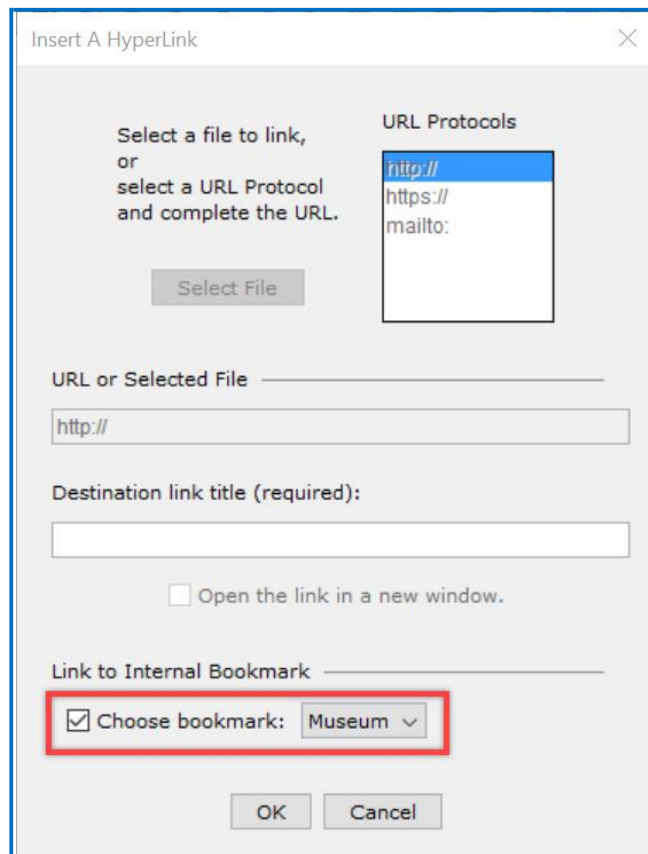 Insert A HyperLink
Select a file to link,
or
select a URL Protocol
and complete the URL.
Select File
URL Protocols
http://
https://
mailto:
URL or Selected File
http://
Destination link title (required):
Open the link in a new window.
Link to Internal Bookmark
Choose bookmark: Museum
OK Cancel